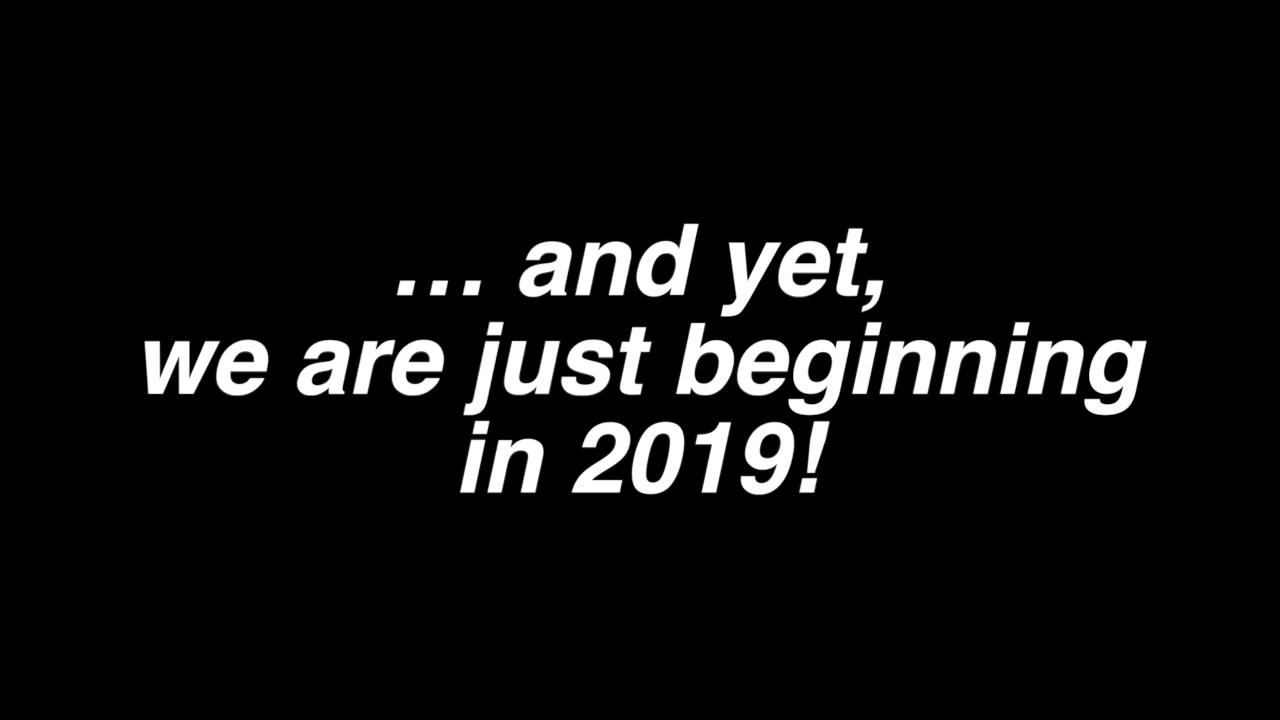 … and yet,
we are just beginning
in 2019!